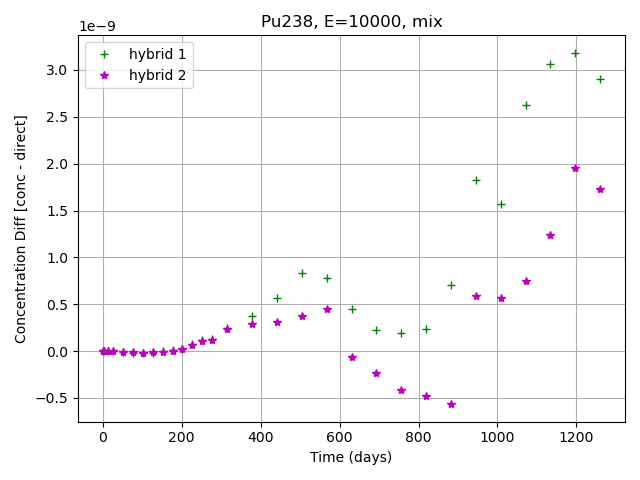 Pu238, E=10000, mix
1e−9
hybrid 1
hybrid 2
3.0
2.5
2.0
1.5
1.0
0.5
0.0
−0.5
Concentration Diff [conc - direct]
0 200 400 600 800 1000 1200
Time (days)